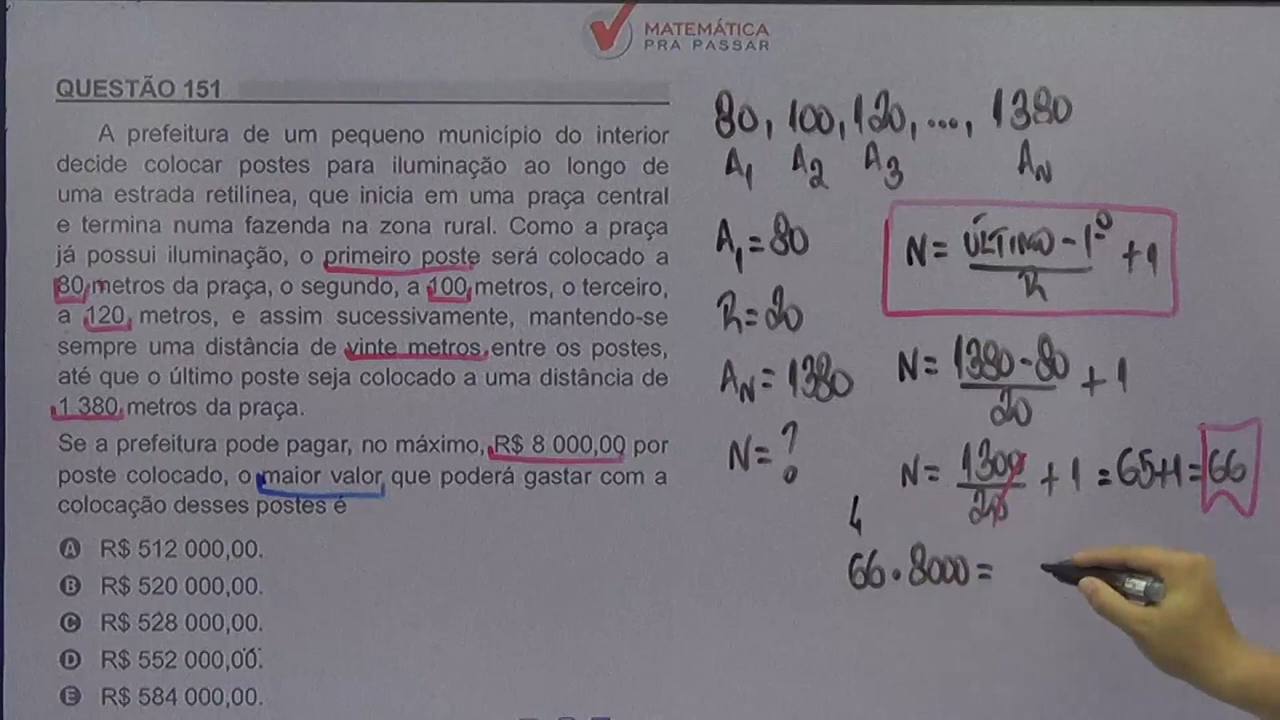 MATEMÁTICA
PRA PASSAR
QUESTÃO 151
A prefeitura de um pequeno município do interior
decide colocar postes para iluminação ao longo de
uma estrada retilínea, que inicia em uma praça central
e termina numa fazenda na zona rural. Como a praça
já possui iluminação, o primeiro poste será colocado a
80 metros da praça, o segundo, a 100 metros, o terceiro,
a 120 metros, e assim sucessivamente, mantendo-se
sempre uma distância de vinte metros entre os postes,
até que o último poste seja colocado a uma distância de
1 380 metros da praça.
Se a prefeitura pode pagar, no máximo, R$ 8 000,00 por
poste colocado, o maior valor que poderá gastar com a
colocação desses postes é
A R$ 512 000,00.
B R$ 520 000,00.
C R$ 528 000,00.
D R$ 552 000,00.
E R$ 584 000,00.
80, 100, 120, ..., 1380
A1 A2 A3 AN
A1 = 80
R = 20
AN = 1380
N = ?
N = ÚLTIMO - 1º / R + 1
N = 1380 - 80 / 20 + 1
N = 1300 / 20 + 1 = 65+1 = 66
4
66 . 8000 =